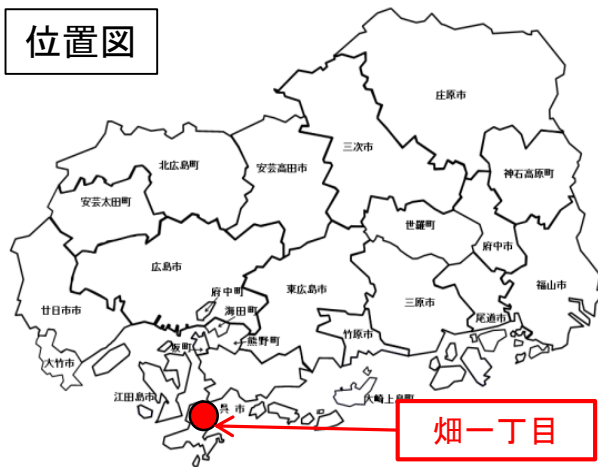 位置図
庄原市
三次市
北広島町
安芸高田市
神石高原町
安芸太田町
世羅町
府中市
広島市
東広島市
三原市
福山市
廿日市市
府中町
海田町
尾道市
竹原市
熊野町
坂町
大竹市
江田島市
大崎上島町
呉市
畑一丁目